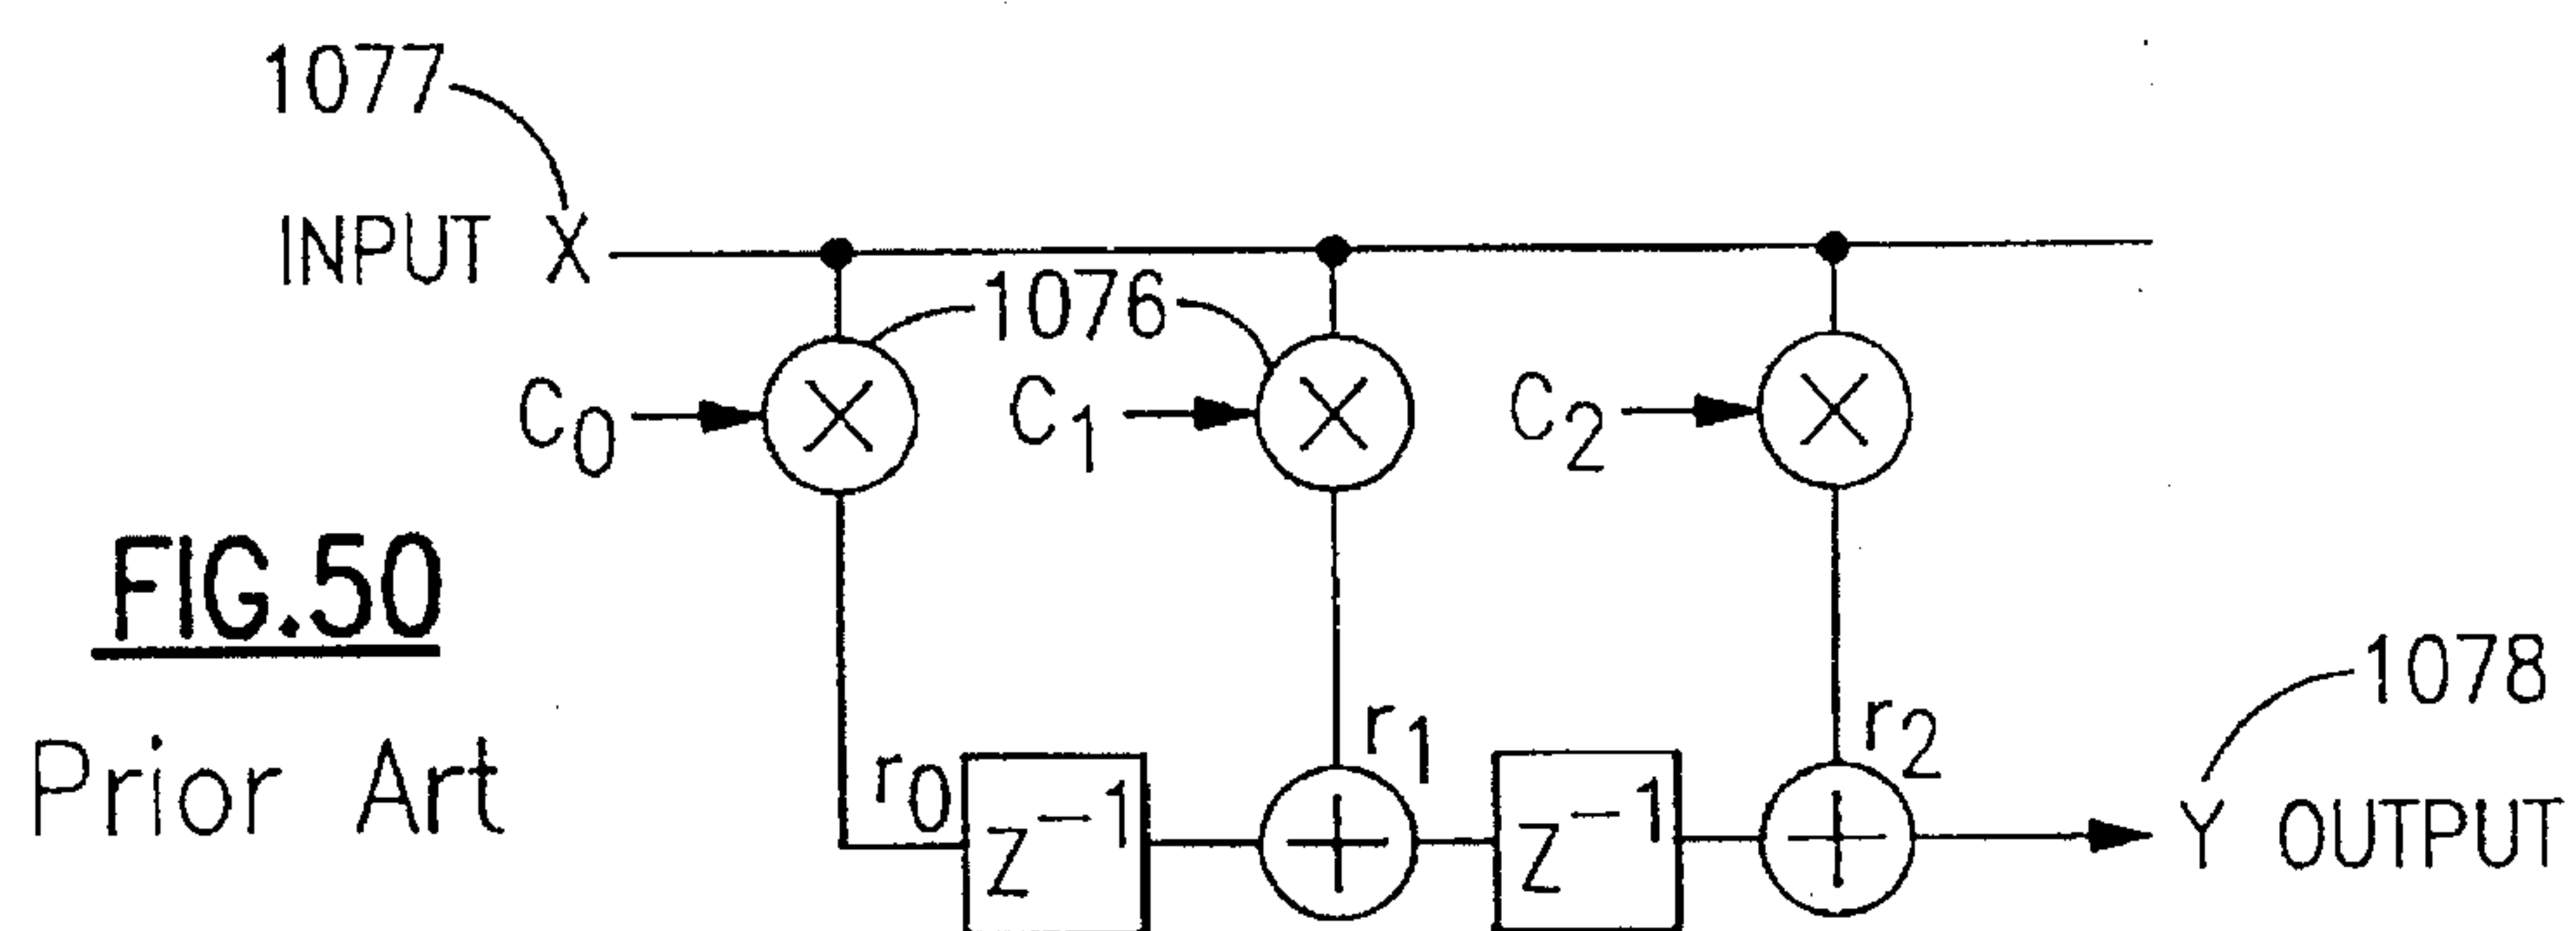 1077
INPUT X
1076
C0
C1
C2
FIG.50
Prior Art
r0
r1
r2
z-1
z-1
1078
Y OUTPUT